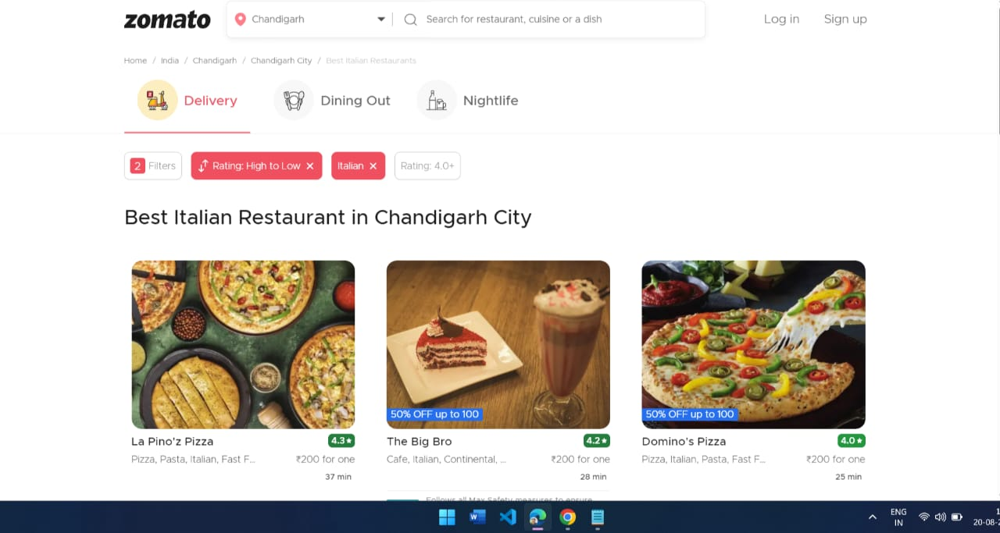 zomato
Chandigarh
Search for restaurant, cuisine or a dish
Log in
Sign up
Home / India / Chandigarh / Chandigarh City / Best Italian Restaurants
Delivery
Dining Out
Nightlife
2 Filters
Rating: High to Low ×
Italian ×
Rating: 4.0+
Best Italian Restaurant in Chandigarh City
La Pino'z Pizza
4.3★
Pizza, Pasta, Italian, Fast F...
₹200 for one
37 min
50% OFF up to 100
The Big Bro
4.2★
Cafe, Italian, Continental, ...
₹200 for one
28 min
Follows all Max Safety measures to ensure
50% OFF up to 100
Domino's Pizza
4.0★
Pizza, Italian, Pasta, Fast F...
₹200 for one
25 min
ENG
IN
20-08-